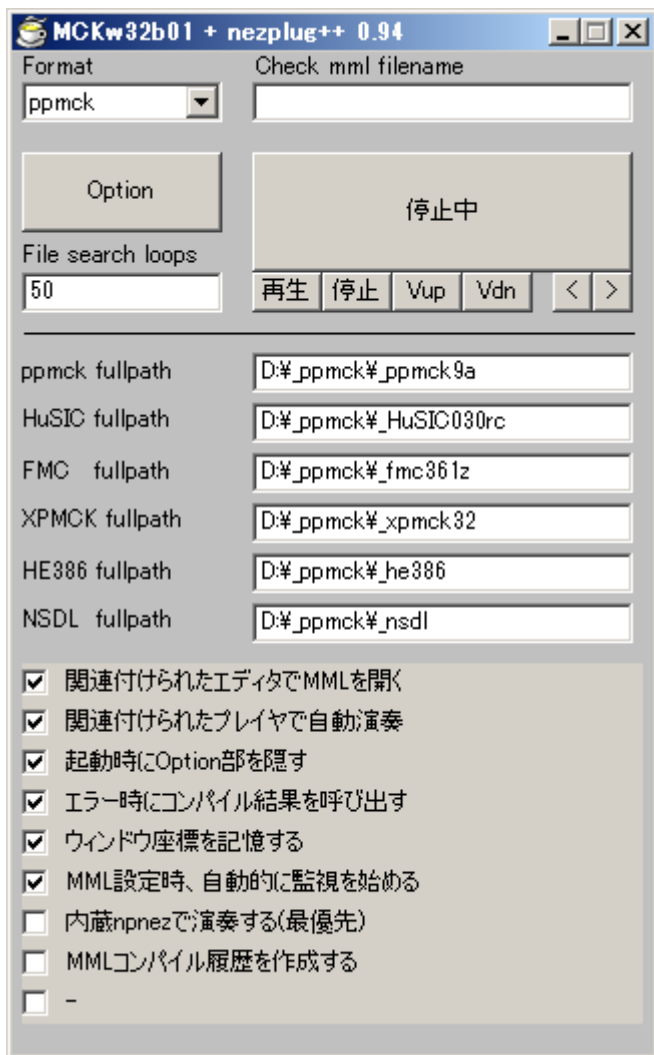 MCKw32b01 + nezplug++ 0.94
Format Check mml filename
ppmck
Option 停止中
File search loops
50 再生 停止 Vup Vdn < >
ppmck fullpath D:¥_ppmck¥_ppmck9a
HuSIC fullpath D:¥_ppmck¥_HuSIC030rc
FMC fullpath D:¥_ppmck¥_fmc361z
XPMCK fullpath D:¥_ppmck¥_xpmck32
HE386 fullpath D:¥_ppmck¥_he386
NSDL fullpath D:¥_ppmck¥_nsdl
関連付けられたエディタでMMLを開く
関連付けられたプレイヤで自動演奏
起動時にOption部を隠す
エラー時にコンパイル結果を呼び出す
ウィンドウ座標を記憶する
MML設定時、自動的に監視を始める
内蔵npnezで演奏する(最優先)
MMLコンパイル履歴を作成する
-